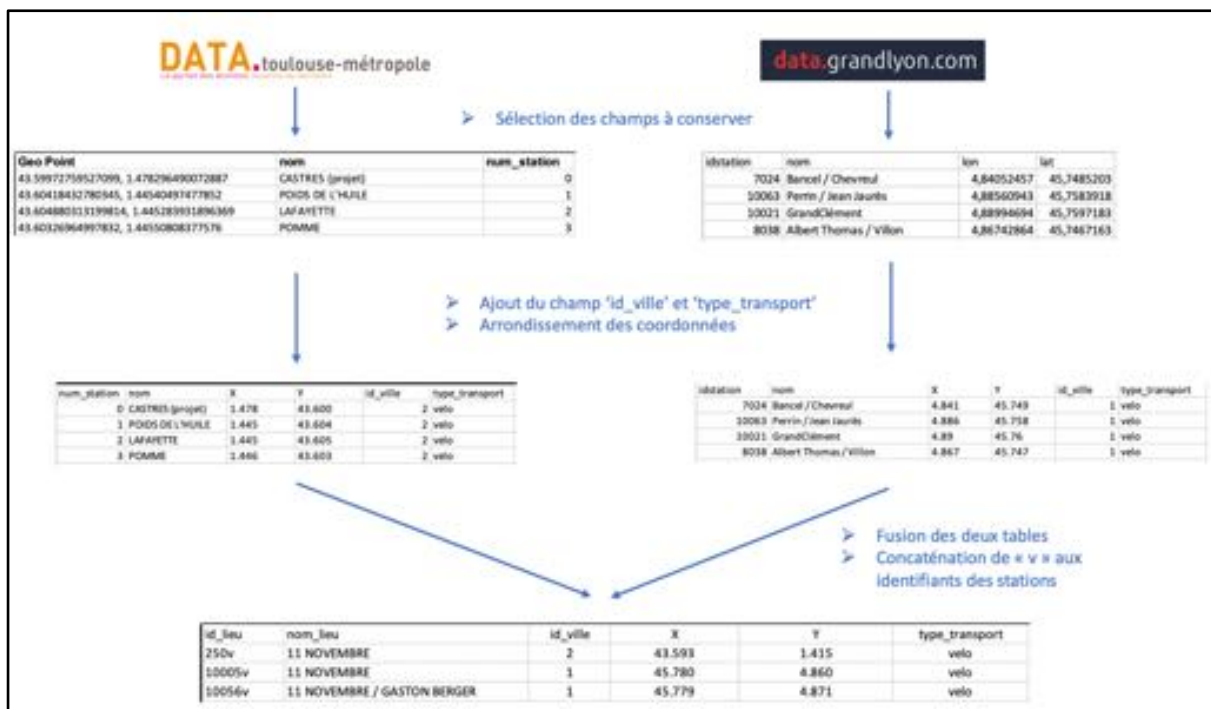 DATA.toulouse-métropole
data.grandlyon.com
➤ Sélection des champs à conserver
Geo Point nom num_station
43.59972759527099, 1.478296490072887 CASTRES (projet) 0
43.60418432780345, 1.44540497477852 POIDS DE L'HUILE 1
43.604880313199814, 1.445283931896369 LAFAYETTE 2
43.60326964997832, 1.44550808377576 POMME 3
idstation nom lon lat
7024 Bancel / Chevreul 4,84052457 45,7485203
10063 Perrin / Jean Jaurès 4,88560943 45,7583918
10021 GrandClément 4,88994694 45,7597183
8038 Albert Thomas / Villon 4,86742864 45,7467163
➤ Ajout du champ 'id_ville' et 'type_transport'
➤ Arrondissement des coordonnées
num_station nom X Y id_ville type_transport
0 CASTRES (projet) 1.478 43.600 2 velo
1 POIDS DE L'HUILE 1.445 43.604 2 velo
2 LAFAYETTE 1.445 43.605 2 velo
3 POMME 1.446 43.603 2 velo
idstation nom X Y id_ville type_transport
7024 Bancel / Chevreul 4.841 45.749 1 velo
10063 Perrin / Jean Jaurès 4.886 45.758 1 velo
10021 GrandClément 4.89 45.76 1 velo
8038 Albert Thomas / Villon 4.867 45.747 1 velo
➤ Fusion des deux tables
➤ Concaténation de « v » aux
identifiants des stations
id_lieu nom_lieu id_ville X Y type_transport
250v 11 NOVEMBRE 2 43.593 1.415 velo
10005v 11 NOVEMBRE 1 45.780 4.860 velo
10056v 11 NOVEMBRE / GASTON BERGER 1 45.779 4.871 velo